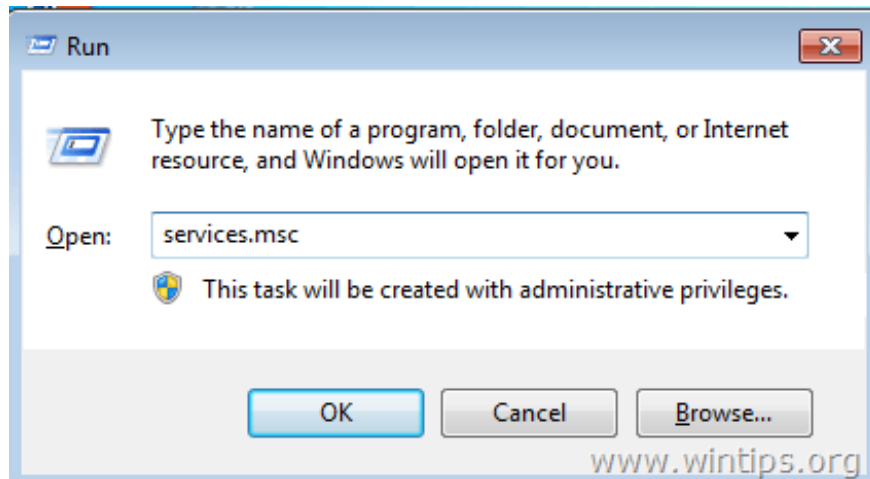 Run
Type the name of a program, folder, document, or Internet
resource, and Windows will open it for you.
Open: services.msc
This task will be created with administrative privileges.
OK Cancel Browse...
www.wintips.org